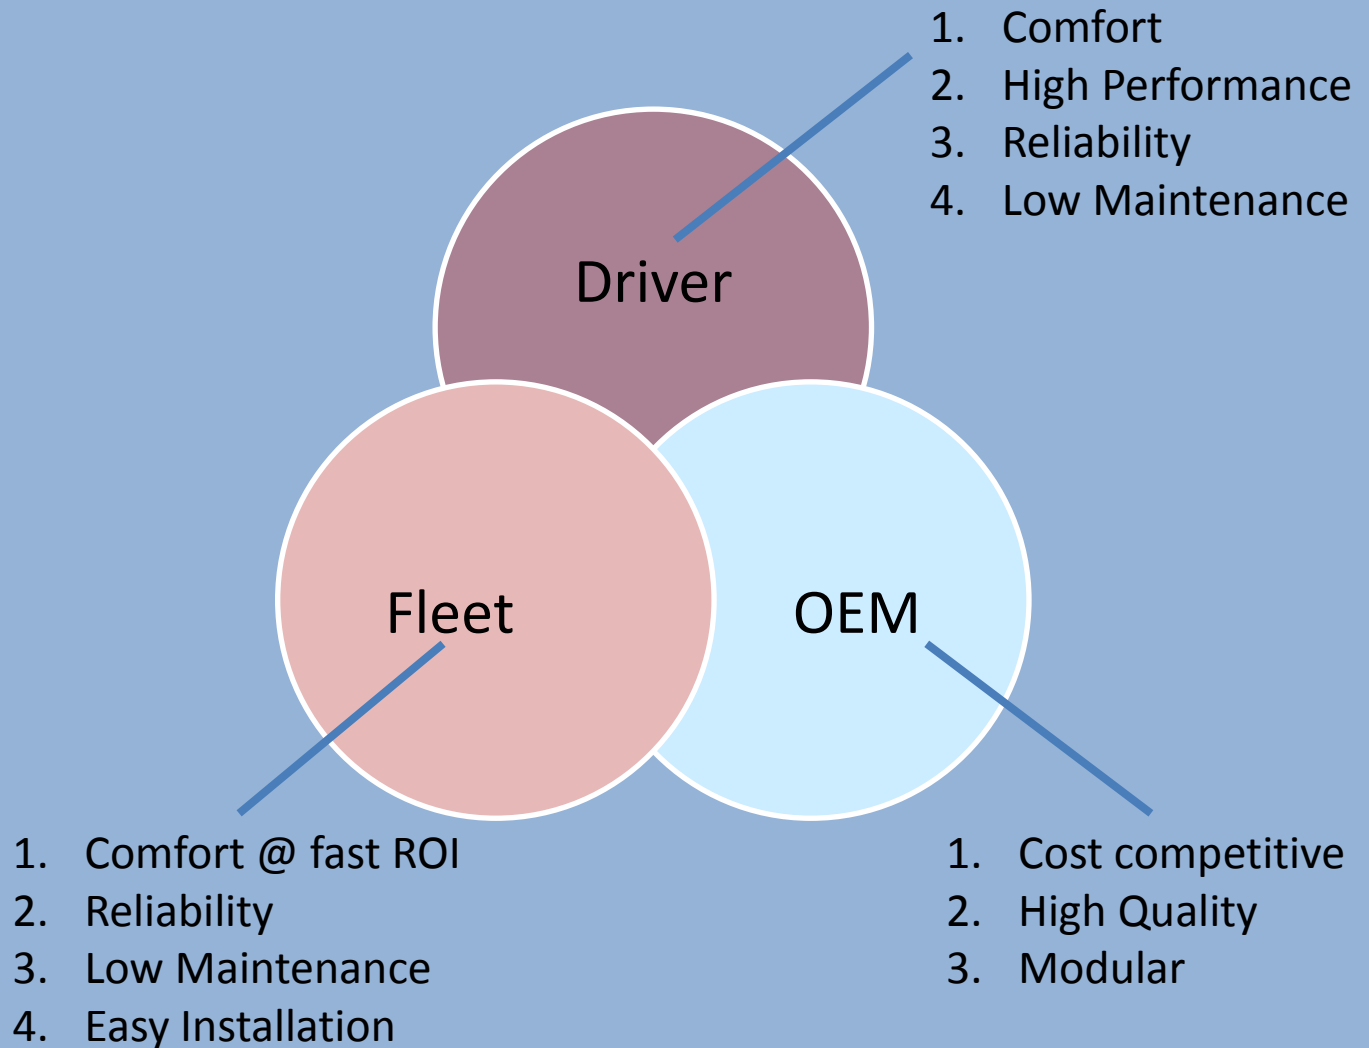 1. Comfort
2. High Performance
3. Reliability
4. Low Maintenance
Driver
Fleet
OEM
1. Comfort @ fast ROI
2. Reliability
3. Low Maintenance
4. Easy Installation
1. Cost competitive
2. High Quality
3. Modular